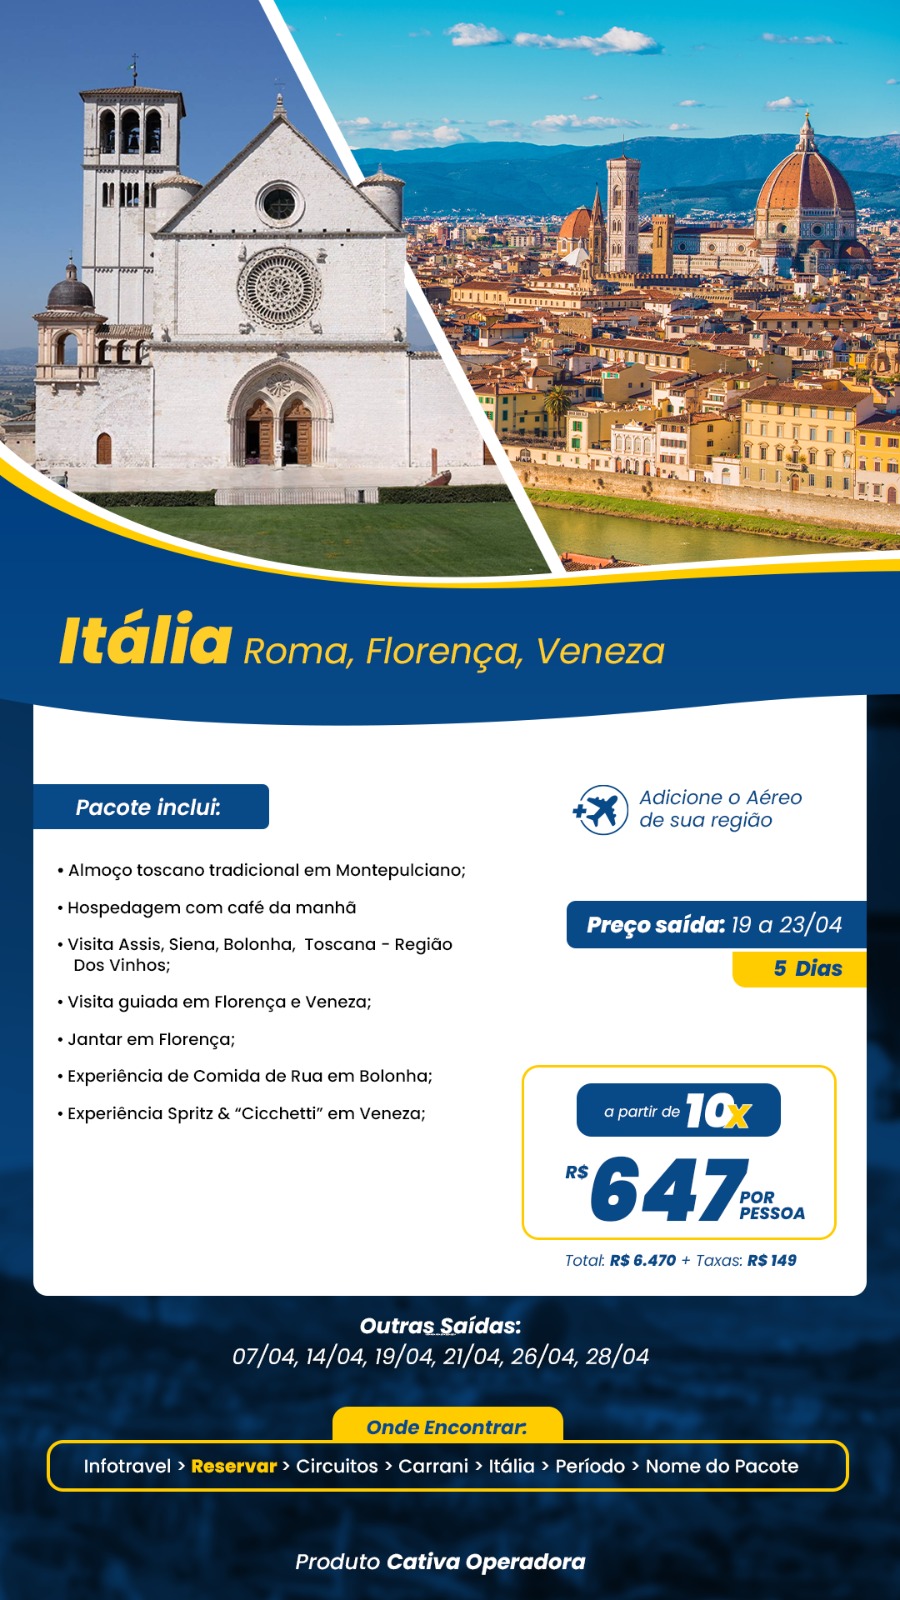 Itália Roma, Florença, Veneza
Pacote inclui:
Adicione o Aéreo
de sua região
• Almoço toscano tradicional em Montepulciano;
• Hospedagem com café da manhã
• Visita Assis, Siena, Bolonha, Toscana - Região
Dos Vinhos;
• Visita guiada em Florença e Veneza;
• Jantar em Florença;
• Experiência de Comida de Rua em Bolonha;
• Experiência Spritz & “Cicchetti” em Veneza;
Preço saída: 19 a 23/04
5 Dias
a partir de 10x
R$ 647 POR
PESSOA
Total: R$ 6.470 + Taxas: R$ 149
Outras Saídas:
07/04, 14/04, 19/04, 21/04, 26/04, 28/04
Onde Encontrar:
Infotravel > Reservar > Circuitos > Carrani > Itália > Período > Nome do Pacote
Produto Cativa Operadora